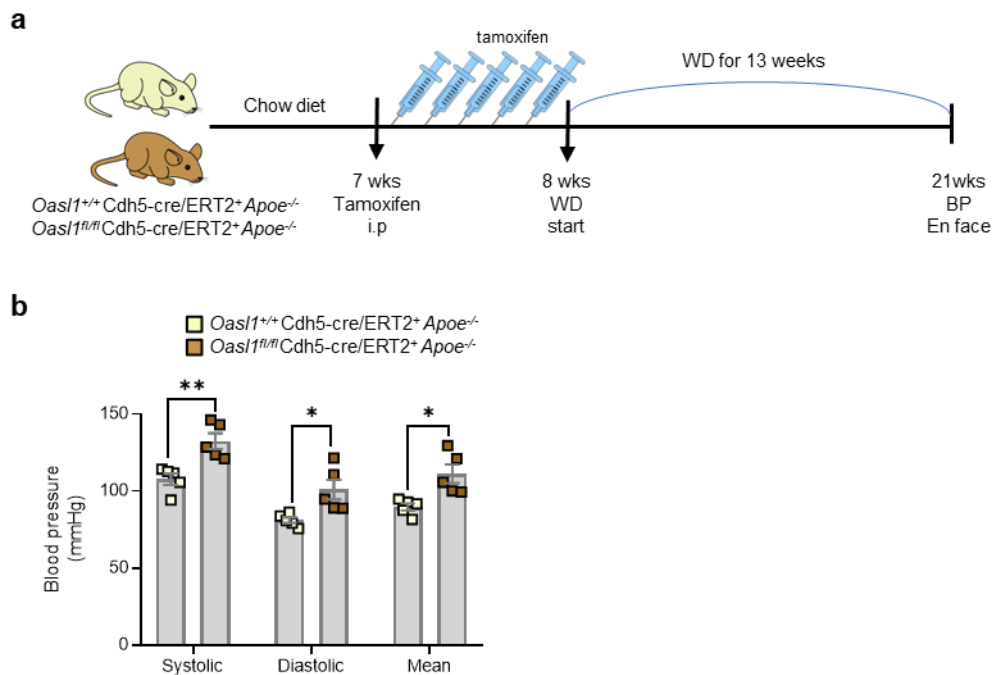 a
tamoxifen
WD for 13 weeks
Chow diet
7 wks
Tamoxifen
i.p
8 wks
WD
start
21wks
BP
En face
Oasl1+/+ Cdh5-cre/ERT2+ Apoe-/-
Oasl1fl/fl Cdh5-cre/ERT2+ Apoe-/-
b
Oasl1+/+ Cdh5-cre/ERT2+ Apoe-/-
Oasl1fl/fl Cdh5-cre/ERT2+ Apoe-/-
Blood pressure
(mmHg)
150
100
50
0
**
*
*
Systolic
Diastolic
Mean